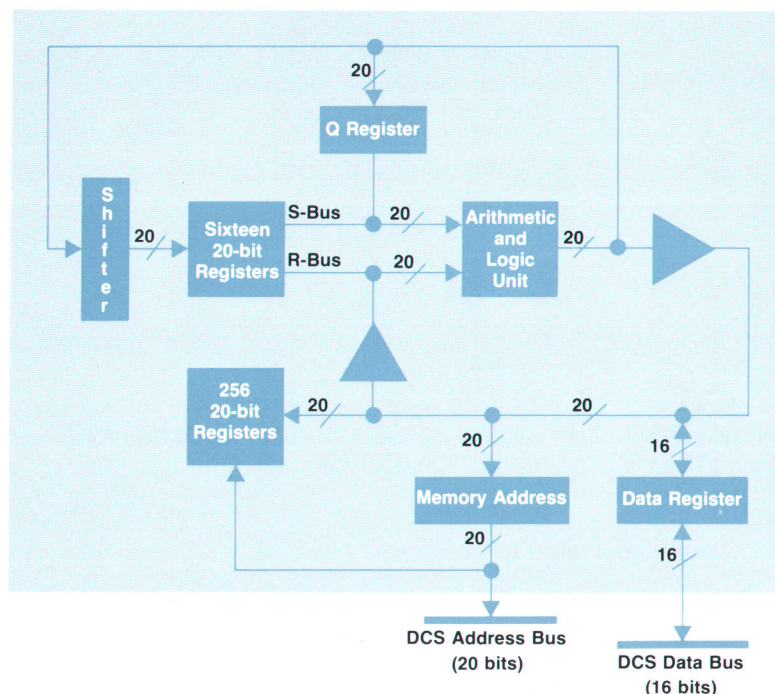 20
Q Register
Shifter
20
Sixteen
20-bit
Registers
S-Bus
20
R-Bus
20
Arithmetic
and
Logic
Unit
20
256
20-bit
Registers
20
20
20
16
Memory Address
Data Register
20
16
DCS Address Bus
(20 bits)
DCS Data Bus
(16 bits)